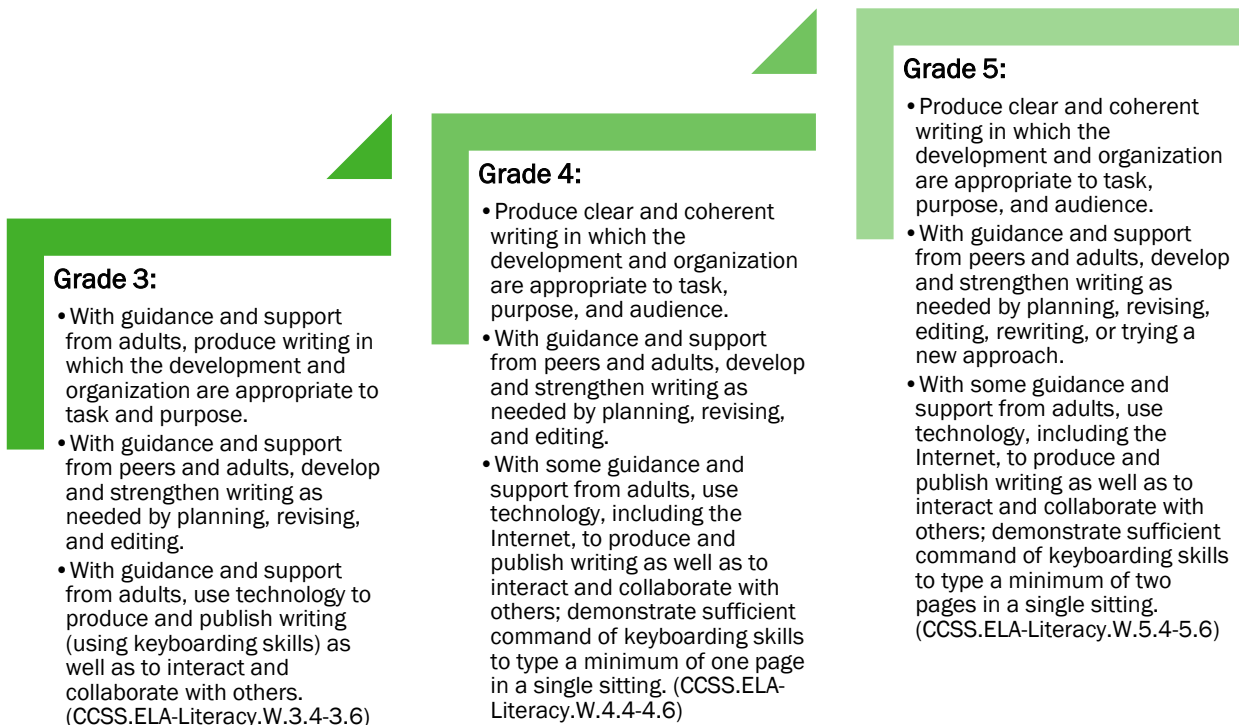 Grade 3:
•With guidance and support
from adults, produce writing in
which the development and
organization are appropriate to
task and purpose.
•With guidance and support
from peers and adults, develop
and strengthen writing as
needed by planning, revising,
and editing.
•With guidance and support
from adults, use technology to
produce and publish writing
(using keyboarding skills) as
well as to interact and
collaborate with others.
(CCSS.ELA-Literacy.W.3.4-3.6)
Grade 4:
•Produce clear and coherent
writing in which the
development and organization
are appropriate to task,
purpose, and audience.
•With guidance and support
from peers and adults, develop
and strengthen writing as
needed by planning, revising,
and editing.
•With some guidance and
support from adults, use
technology, including the
Internet, to produce and
publish writing as well as to
interact and collaborate with
others; demonstrate sufficient
command of keyboarding skills
to type a minimum of one page
in a single sitting. (CCSS.ELA-
Literacy.W.4.4-4.6)
Grade 5:
•Produce clear and coherent
writing in which the
development and organization
are appropriate to task,
purpose, and audience.
•With guidance and support
from peers and adults, develop
and strengthen writing as
needed by planning, revising,
editing, rewriting, or trying a
new approach.
•With some guidance and
support from adults, use
technology, including the
Internet, to produce and
publish writing as well as to
interact and collaborate with
others; demonstrate sufficient
command of keyboarding skills
to type a minimum of two
pages in a single sitting.
(CCSS.ELA-Literacy.W.5.4-5.6)